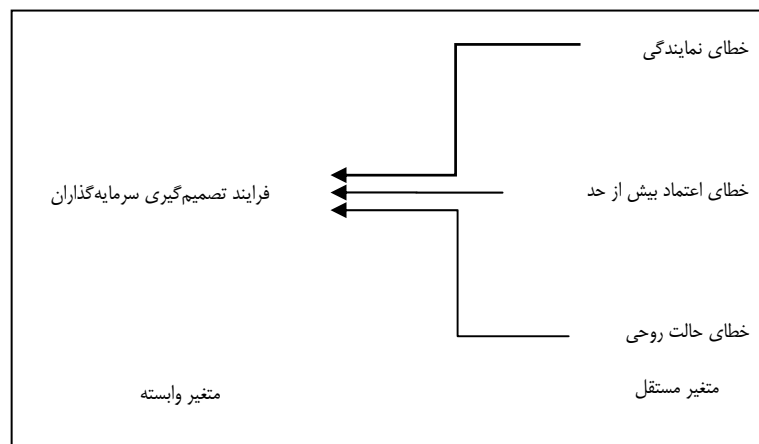 خطای نمایندگی
خطای اعتماد بیش از حد
فرایند تصمیم‌گیری سرمایه‌گذاران
خطای حالت روحی
متغیر مستقل
متغیر وابسته